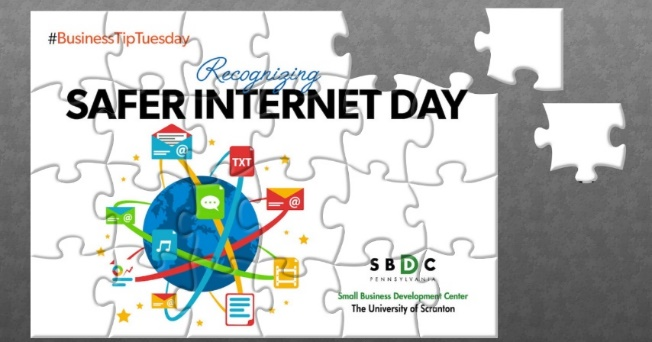 #BusinessTipTuesday
Recognizing
SAFER INTERNET DAY
@
TXT
@
@
SBDC
PENNSYLVANIA
Small Business Development Center
The University of Scranton